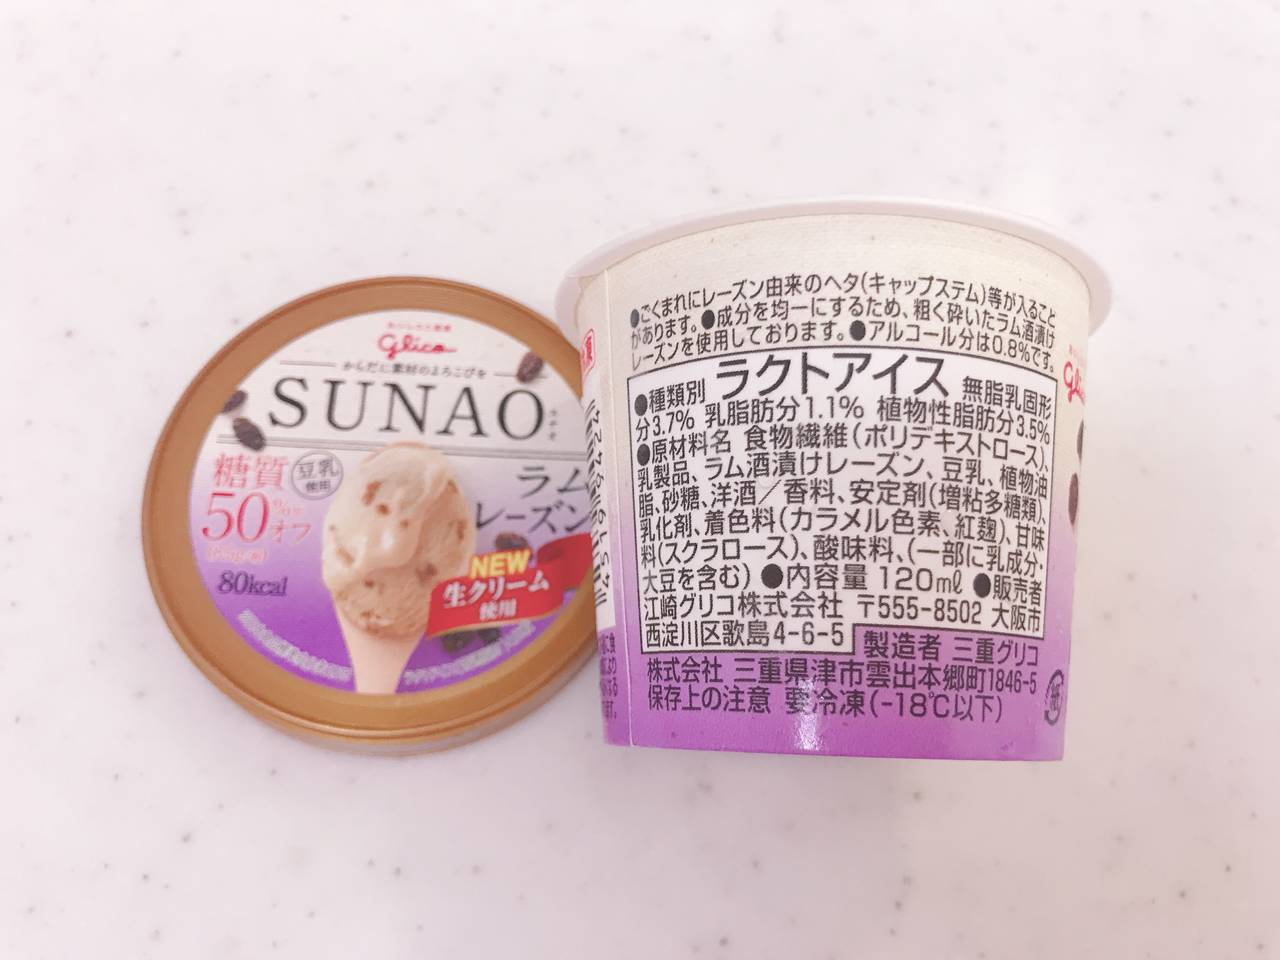 Glico
からだに素材のよろこびを
SUNAO
スナオ
糖質
50%
オフ
豆乳
使用
ラム
レーズン
80kcal
NEW
生クリーム
使用
●ごくまれにレーズン由来のヘタ(キャップステム)等が入ること
があります。●成分を均一にするため、粗く砕いたラム酒漬け
レーズンを使用しております。●アルコール分は0.8%です。
●種類別 ラクトアイス 無脂乳固形
分3.7% 乳脂肪分1.1% 植物性脂肪分3.5%
●原材料名 食物繊維(ポリデキストロース)、
乳製品、ラム酒漬けレーズン、豆乳、植物油
脂、砂糖、洋酒／香料、安定剤(増粘多糖類)、
乳化剤、着色料(カラメル色素、紅麹)、甘味
料(スクラロース)、酸味料、(一部に乳成分・
大豆を含む) ●内容量 120mℓ ●販売者
江崎グリコ株式会社 〒555-8502 大阪市
西淀川区歌島4-6-5
製造者 三重グリコ
株式会社 三重県津市雲出本郷町1846-5
保存上の注意 要冷凍(-18℃以下)
紙